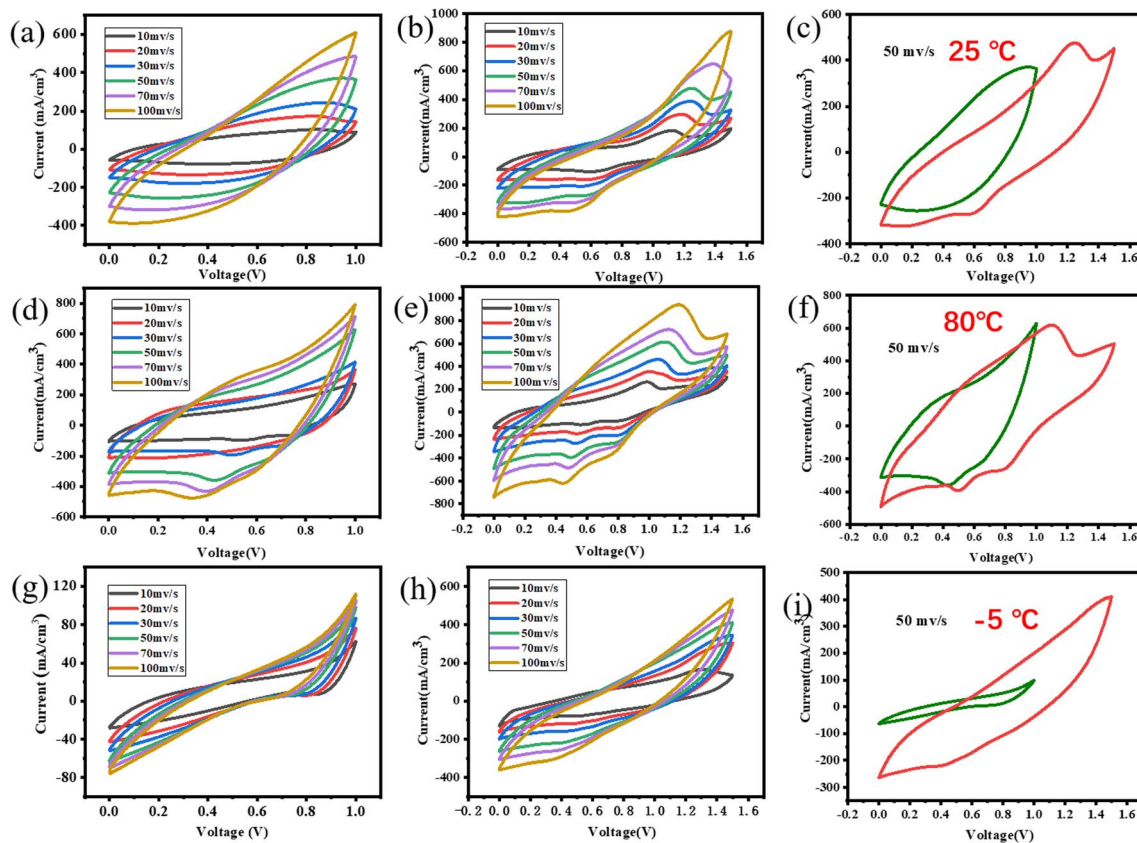 (a)
10mv/s
20mv/s
30mv/s
50mv/s
70mv/s
100mv/s
600
400
200
0
-200
-400
Current (mA/cm³)
0.0 0.2 0.4 0.6 0.8 1.0
Voltage(V)
(b)
10mv/s
20mv/s
30mv/s
50mv/s
70mv/s
100mv/s
1000
800
600
400
200
0
-200
-400
-600
Current(mA/cm³)
-0.2 0.0 0.2 0.4 0.6 0.8 1.0 1.2 1.4 1.6
Voltage(V)
(c)
50 mv/s 25 °C
600
400
200
0
-200
-400
Current(mA/cm³)
-0.2 0.0 0.2 0.4 0.6 0.8 1.0 1.2 1.4 1.6
Voltage(V)
(d)
10mv/s
20mv/s
30mv/s
50mv/s
70mv/s
100mv/s
800
600
400
200
0
-200
-400
-600
Current(mA/cm³)
0.0 0.2 0.4 0.6 0.8 1.0
Voltage(V)
(e)
10mv/s
20mv/s
30mv/s
50mv/s
70mv/s
100mv/s
1000
800
600
400
200
0
-200
-400
-600
-800
Current(mA/cm³)
-0.2 0.0 0.2 0.4 0.6 0.8 1.0 1.2 1.4 1.6
Voltage(V)
(f)
80°C
50 mv/s
800
600
400
200
0
-200
-400
-600
Current(mA/cm³)
-0.2 0.0 0.2 0.4 0.6 0.8 1.0 1.2 1.4 1.6
Voltage(V)
(g)
10mv/s
20mv/s
30mv/s
50mv/s
70mv/s
100mv/s
120
80
40
0
-40
-80
Current (mA/cm³)
0.0 0.2 0.4 0.6 0.8 1.0
Voltage (V)
(h)
10mv/s
20mv/s
30mv/s
50mv/s
70mv/s
100mv/s
600
400
200
0
-200
-400
Current(mA/cm³)
-0.2 0.0 0.2 0.4 0.6 0.8 1.0 1.2 1.4 1.6
Voltage (V)
(i)
50 mv/s -5 °C
500
400
300
200
100
0
-100
-200
-300
Current(mA/cm³)
-0.2 0.0 0.2 0.4 0.6 0.8 1.0 1.2 1.4 1.6
Voltage(V)